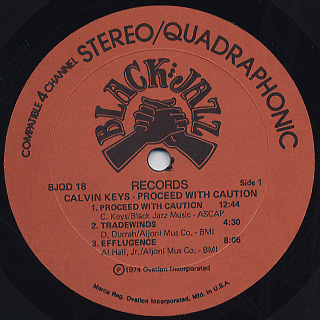 COMPATIBLE 4 CHANNEL STEREO/QUADRAPHONIC
BLACK JAZZ
BJQD 18
RECORDS
Side 1
CALVIN KEYS - PROCEED WITH CAUTION
1. PROCEED WITH CAUTION 12:44
C. Keys/Black Jazz Music - ASCAP
2. TRADEWINDS 4:30
D. Durrah/Aljoni Mus Co. - BMI
3. EFFLUGENCE 8:06
Al Hall, Jr./Aljoni Mus Co. - BMI
Ⓟ1974 Ovation Incorporated
Marca Reg. Ovation Incorporated, Mfd. in U.S.A.